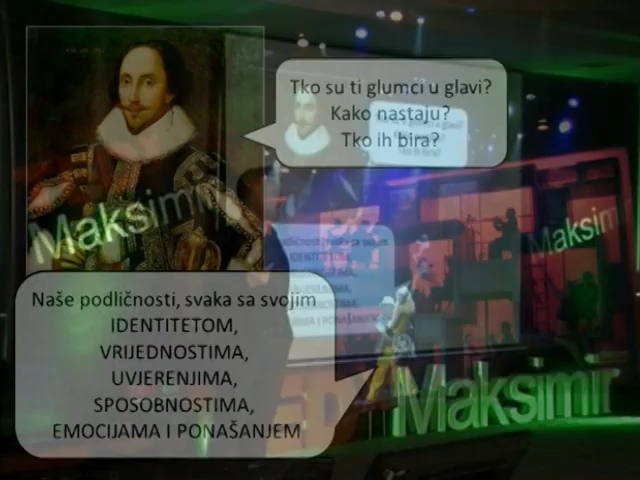 Tko su ti glumci u glavi?
Kako nastaju?
Tko ih bira?
Maksimir
Maksim
Naše podličnosti, svaka sa svojim
IDENTITETOM,
VRIJEDNOSTIMA,
UVJERENJIMA,
SPOSOBNOSTIMA,
EMOCIJAMA I PONAŠANJEM
Maksimir